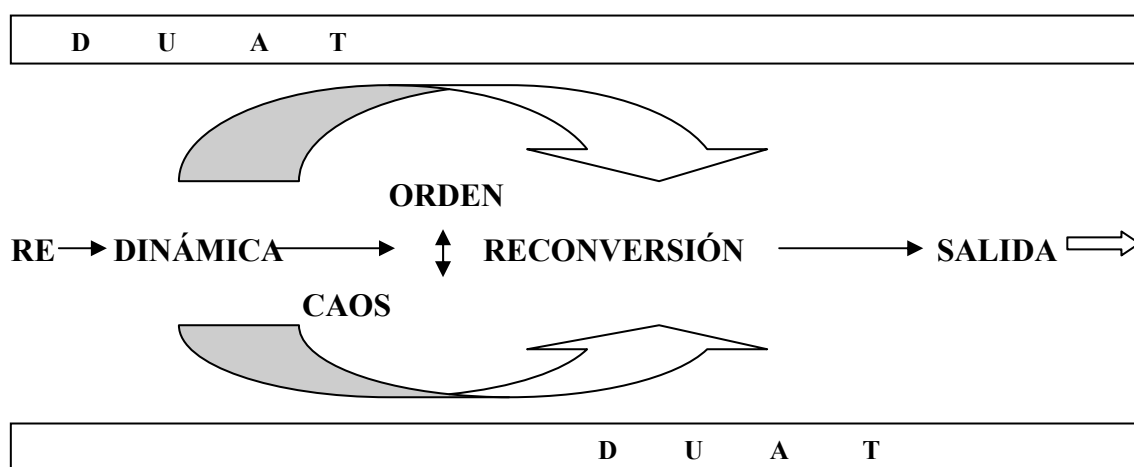 D U A T
ORDEN
RE DINÁMICA RECONVERSIÓN SALIDA
CAOS
D U A T